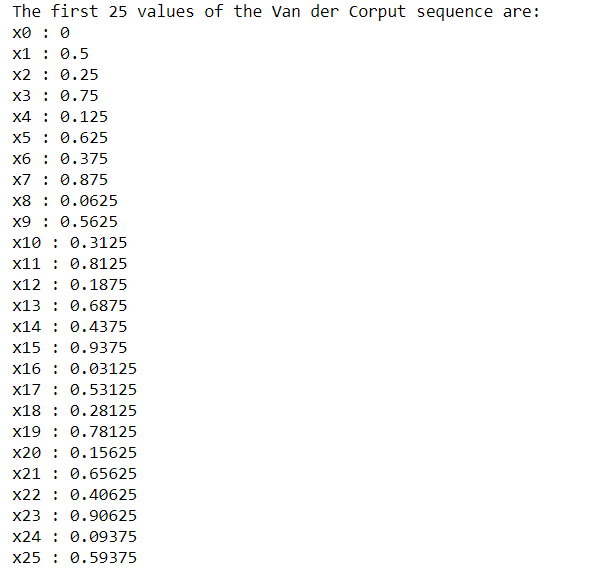 The first 25 values of the Van der Corput sequence are:
x0 : 0
x1 : 0.5
x2 : 0.25
x3 : 0.75
x4 : 0.125
x5 : 0.625
x6 : 0.375
x7 : 0.875
x8 : 0.0625
x9 : 0.5625
x10 : 0.3125
x11 : 0.8125
x12 : 0.1875
x13 : 0.6875
x14 : 0.4375
x15 : 0.9375
x16 : 0.03125
x17 : 0.53125
x18 : 0.28125
x19 : 0.78125
x20 : 0.15625
x21 : 0.65625
x22 : 0.40625
x23 : 0.90625
x24 : 0.09375
x25 : 0.59375